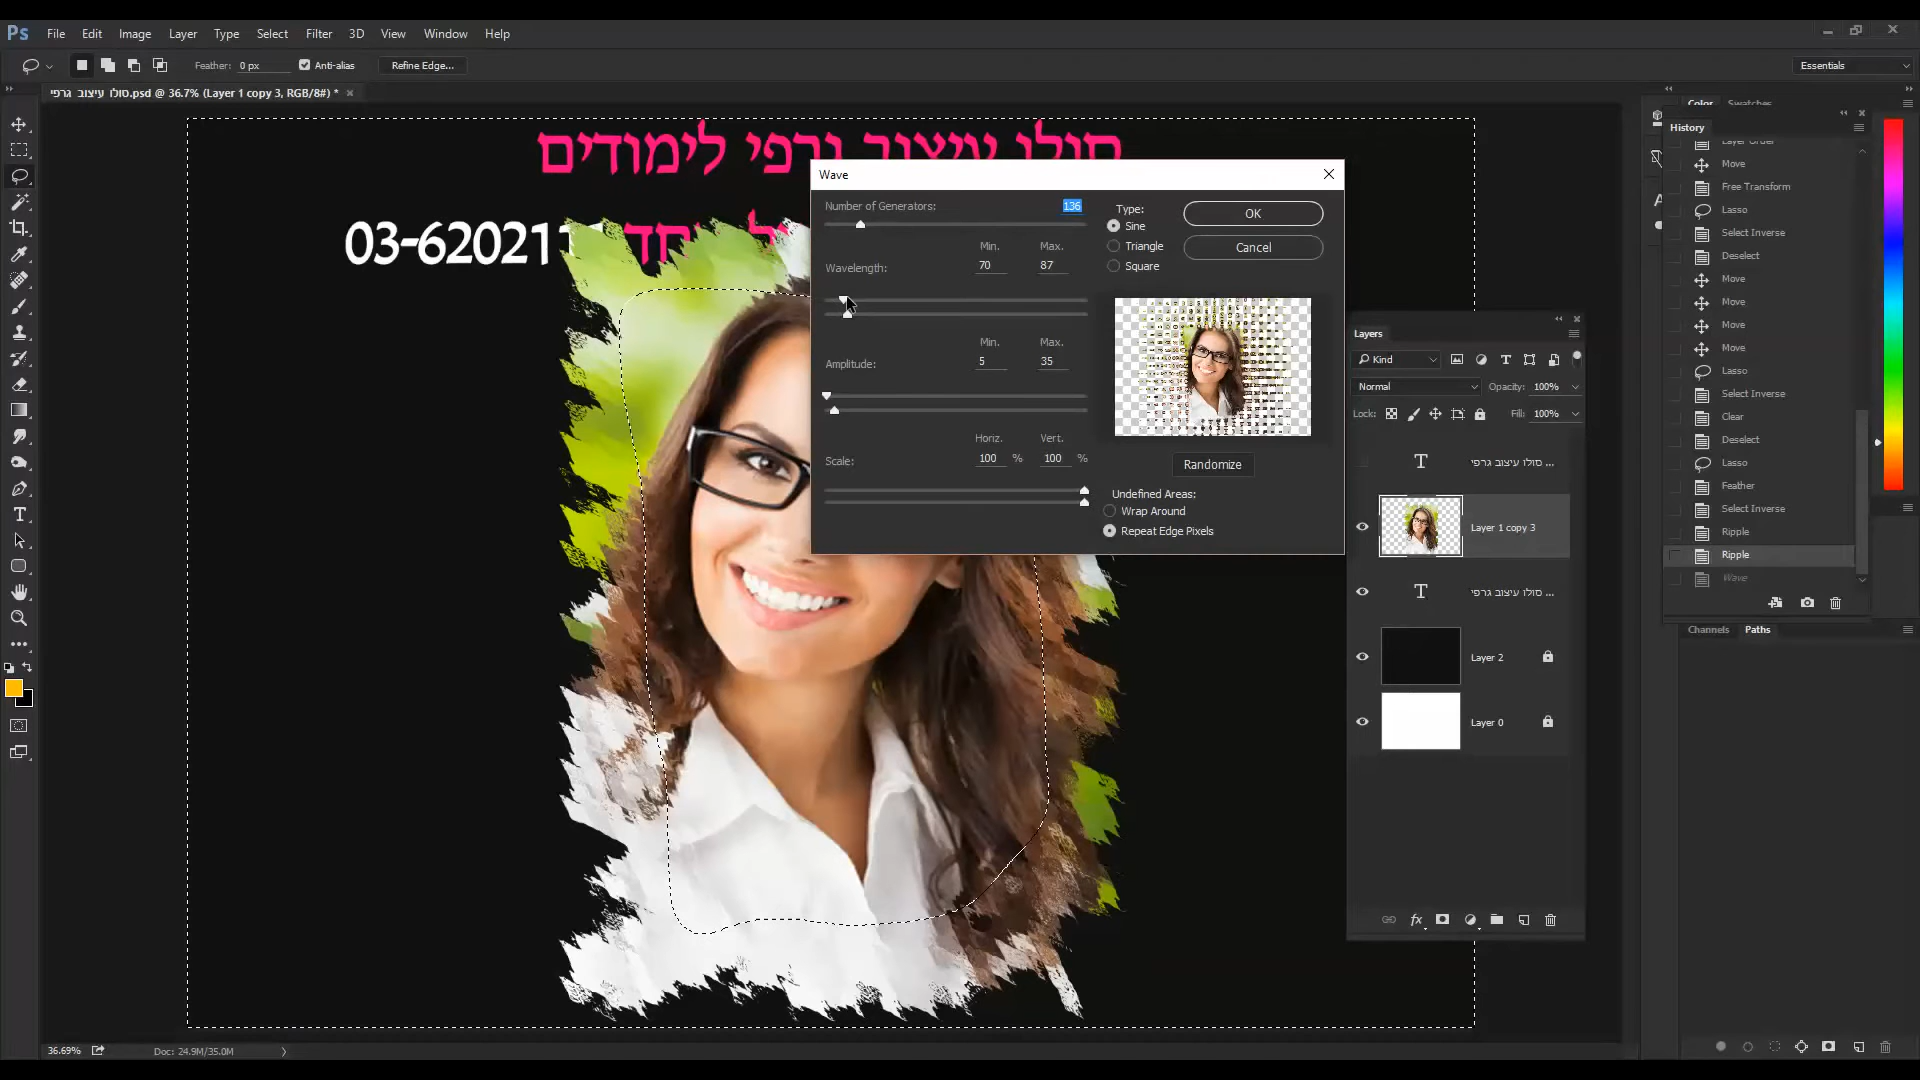 Ps File Edit Image Layer Type Select Filter 3D View Window Help
Feather: 0 px Anti-alias Refine Edge... Essentials
סולו עיצוב גרפי.psd @ 36.7% (Layer 1 copy 3, RGB/8#) *
סולו עיצוב גרפי לימודים
03-620211
Wave
Number of Generators: 136
Min. Max.
Wavelength: 70 87
Min. Max.
Amplitude: 5 35
Horiz. Vert.
Scale: 100 % 100 %
Type:
Sine
Triangle
Square
OK
Cancel
Randomize
Undefined Areas:
Wrap Around
Repeat Edge Pixels
Layers
Kind
Normal Opacity: 100%
Lock: Fill: 100%
סולו עיצוב גרפי ...
Layer 1 copy 3
סולו עיצוב גרפי ...
Layer 2
Layer 0
Color Swatches
History
Layer Order
Move
Free Transform
Lasso
Select Inverse
Deselect
Move
Move
Move
Move
Lasso
Select Inverse
Clear
Deselect
Lasso
Feather
Select Inverse
Ripple
Ripple
Wave
Channels Paths
36.69% Doc: 24.9M/35.0M